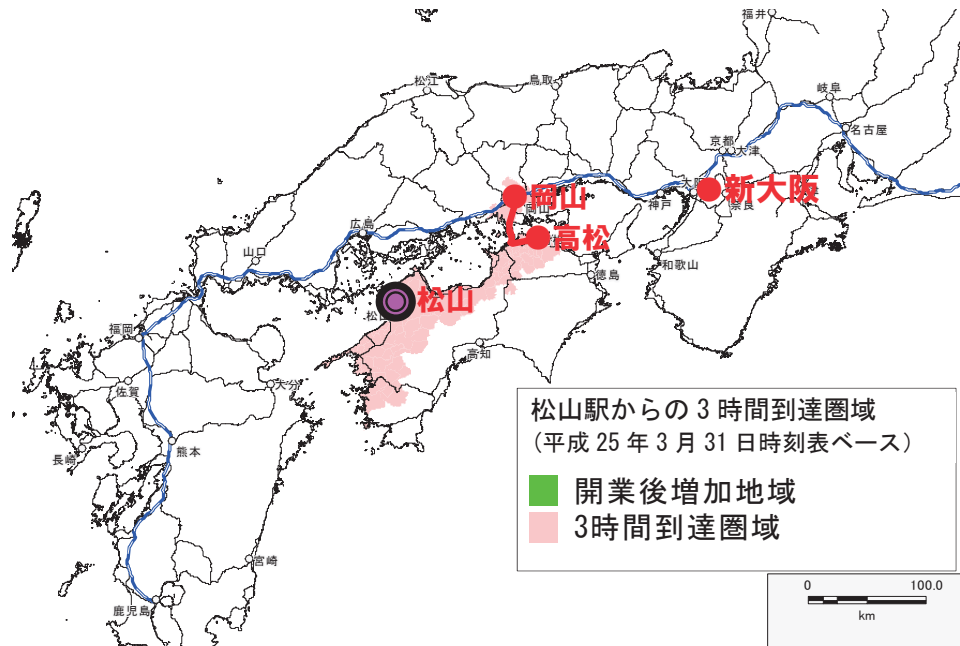 福井
松江
鳥取
岐阜
名古屋
京都
大津
新大阪
大阪
岡山
岡山
神戸
奈良
広島
高松
山口
徳島
和歌山
松山
福岡
高知
佐賀
大分
松山駅からの3時間到達圏域
(平成25年3月31日時刻表ベース)
長崎
熊本
開業後増加地域
3時間到達圏域
宮崎
鹿児島
0 100.0
km